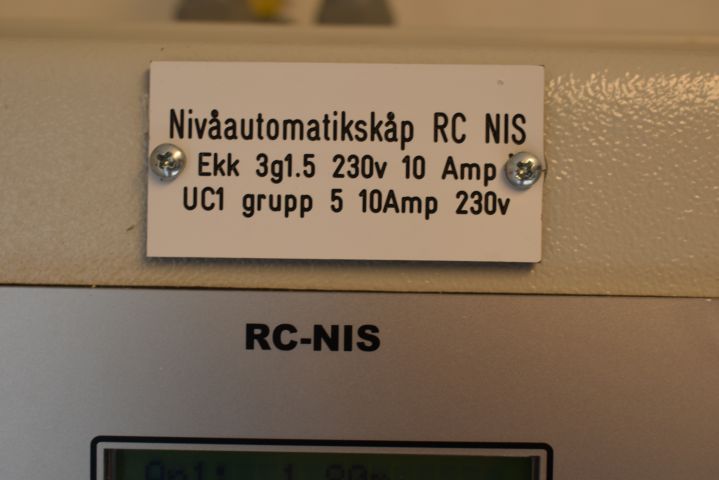 Nivåautomatikskåp RC NIS
Ekk 3g1.5 230v 10 Amp
UC1 grupp 5 10Amp 230v
RC-NIS